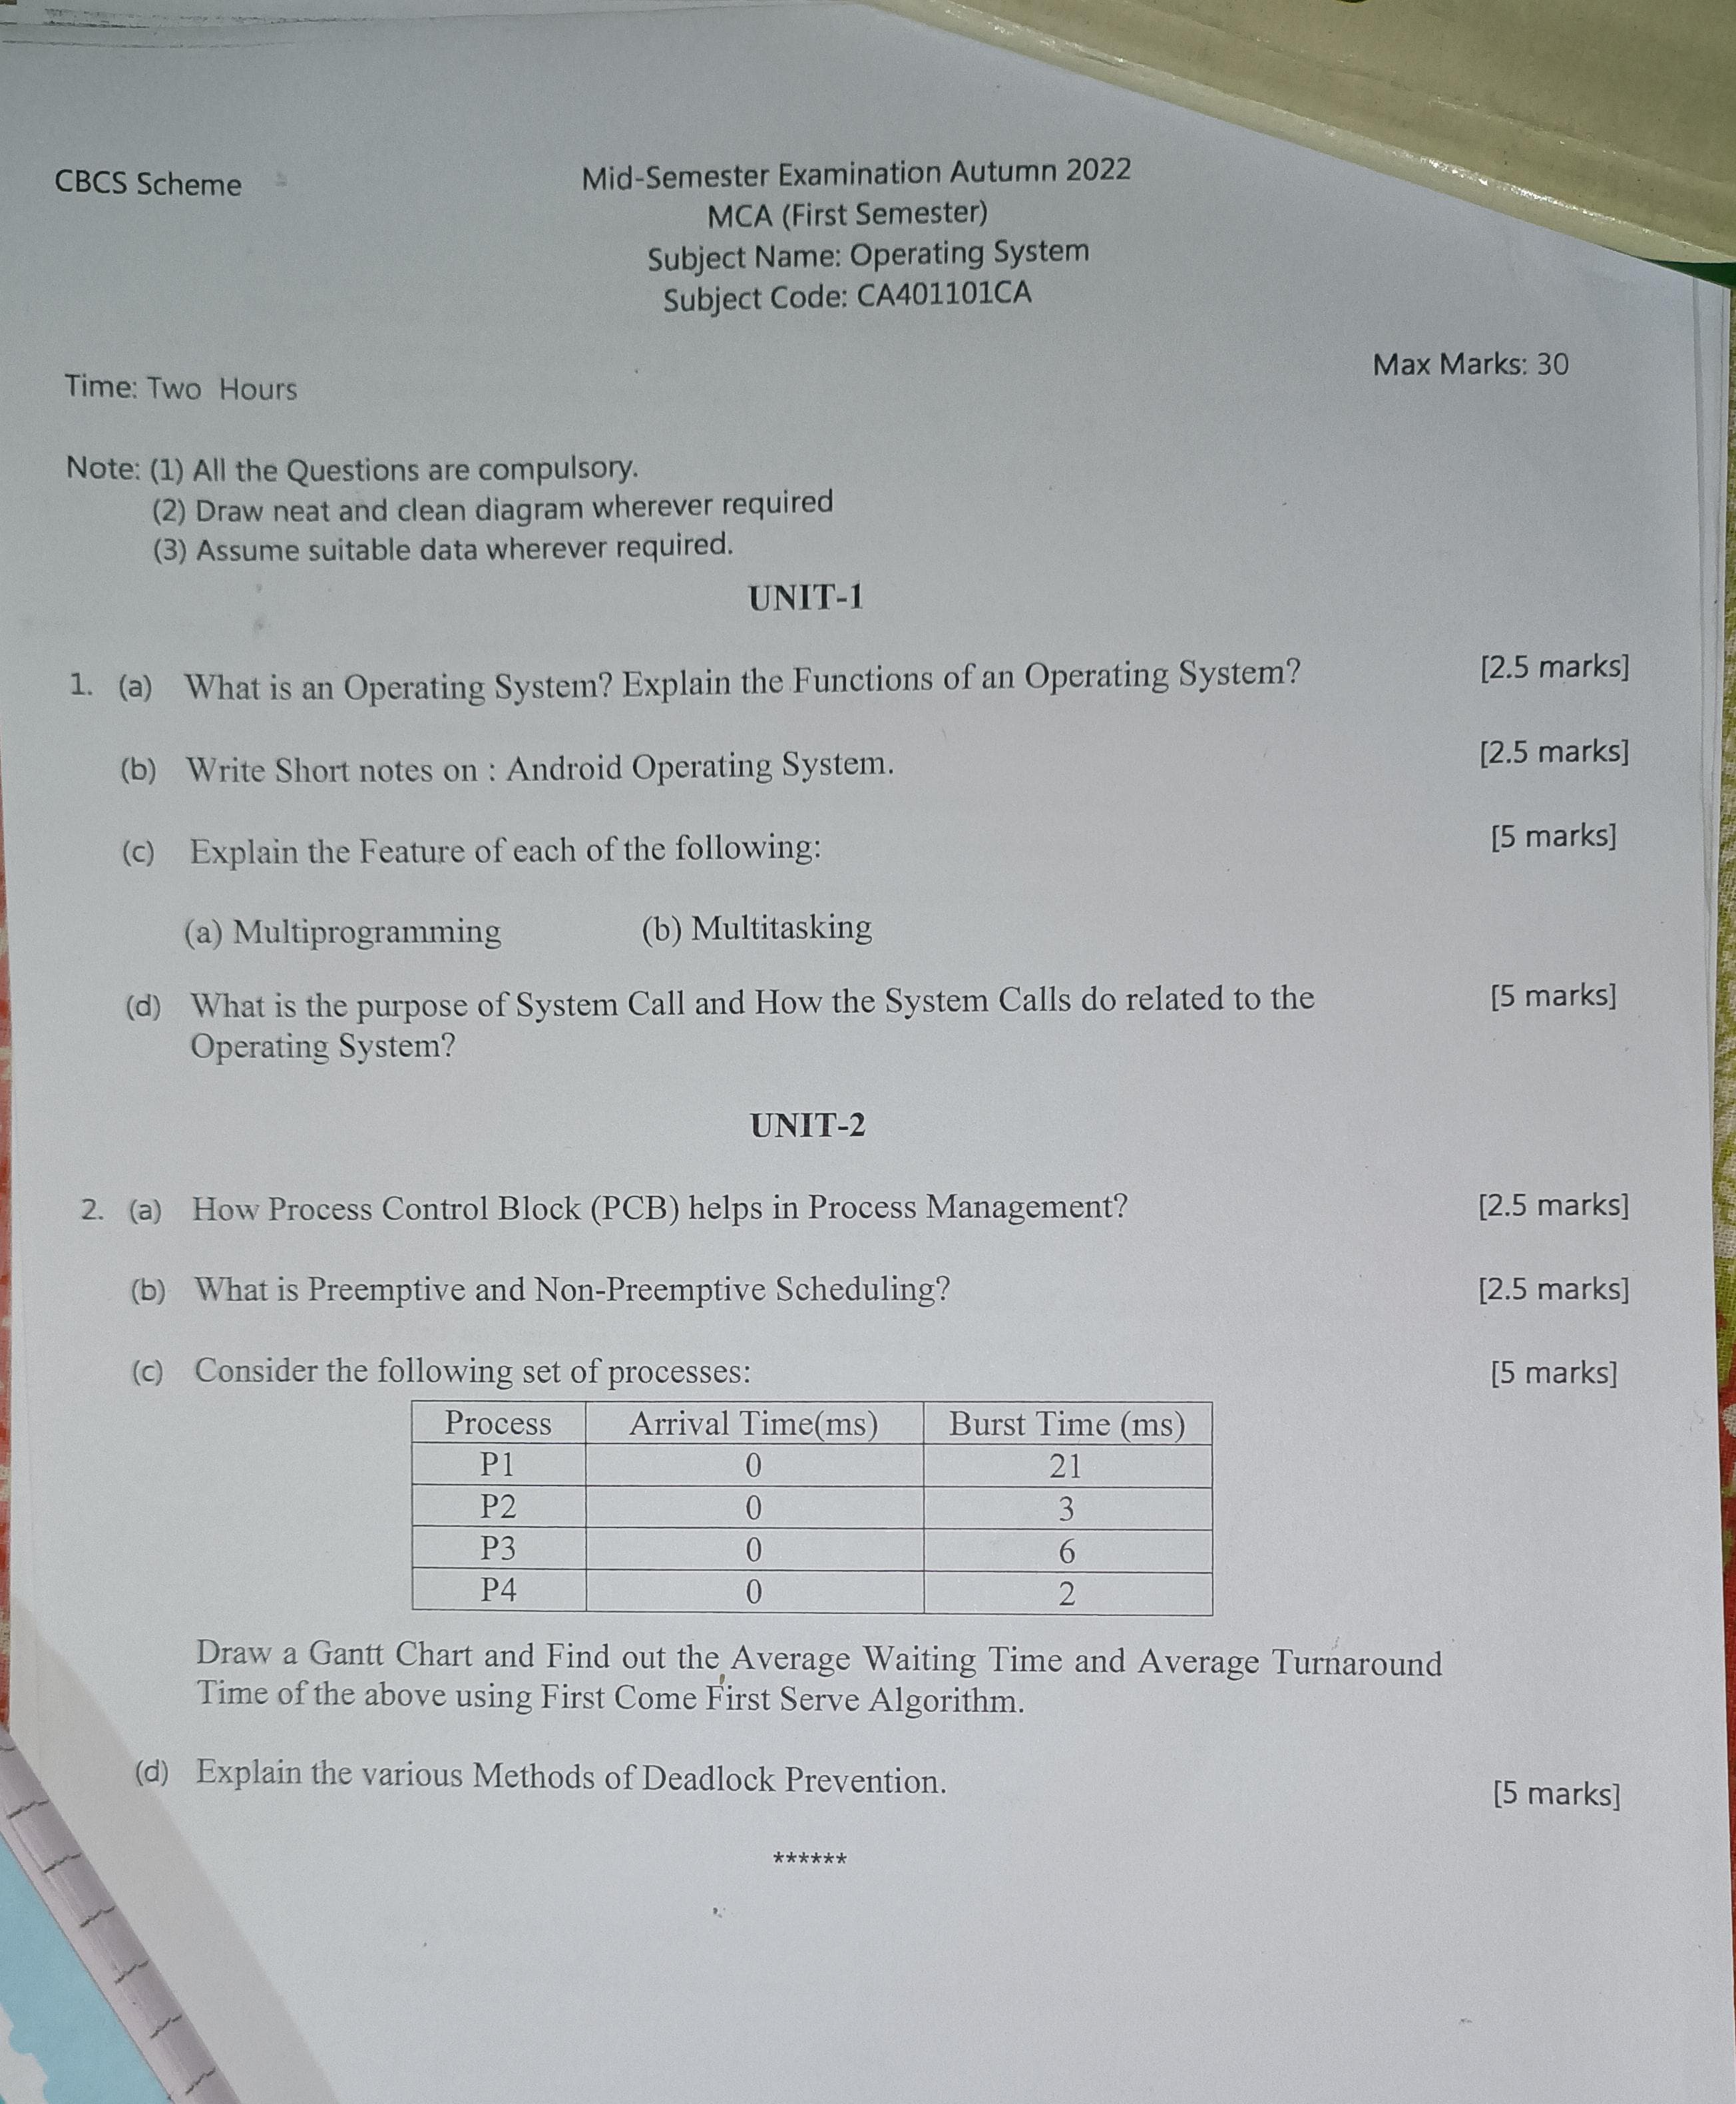 CBCS Scheme
Mid-Semester Examination Autumn 2022
MCA (First Semester)
Subject Name: Operating System
Subject Code: CA401101CA
Max Marks: 30
Time: Two Hours
Note: (1) All the Questions are compulsory.
(2) Draw neat and clean diagram wherever required
(3) Assume suitable data wherever required.
UNIT-1
1. (a) What is an Operating System? Explain the Functions of an Operating System? [2.5 marks]
(b) Write Short notes on : Android Operating System. [2.5 marks]
(c) Explain the Feature of each of the following: [5 marks]
(a) Multiprogramming (b) Multitasking
(d) What is the purpose of System Call and How the System Calls do related to the [5 marks]
Operating System?
UNIT-2
2. (a) How Process Control Block (PCB) helps in Process Management? [2.5 marks]
(b) What is Preemptive and Non-Preemptive Scheduling? [2.5 marks]
(c) Consider the following set of processes: [5 marks]
Process Arrival Time(ms) Burst Time (ms)
P1 0 21
P2 0 3
P3 0 6
P4 0 2
Draw a Gantt Chart and Find out the Average Waiting Time and Average Turnaround
Time of the above using First Come First Serve Algorithm.
(d) Explain the various Methods of Deadlock Prevention. [5 marks]
******